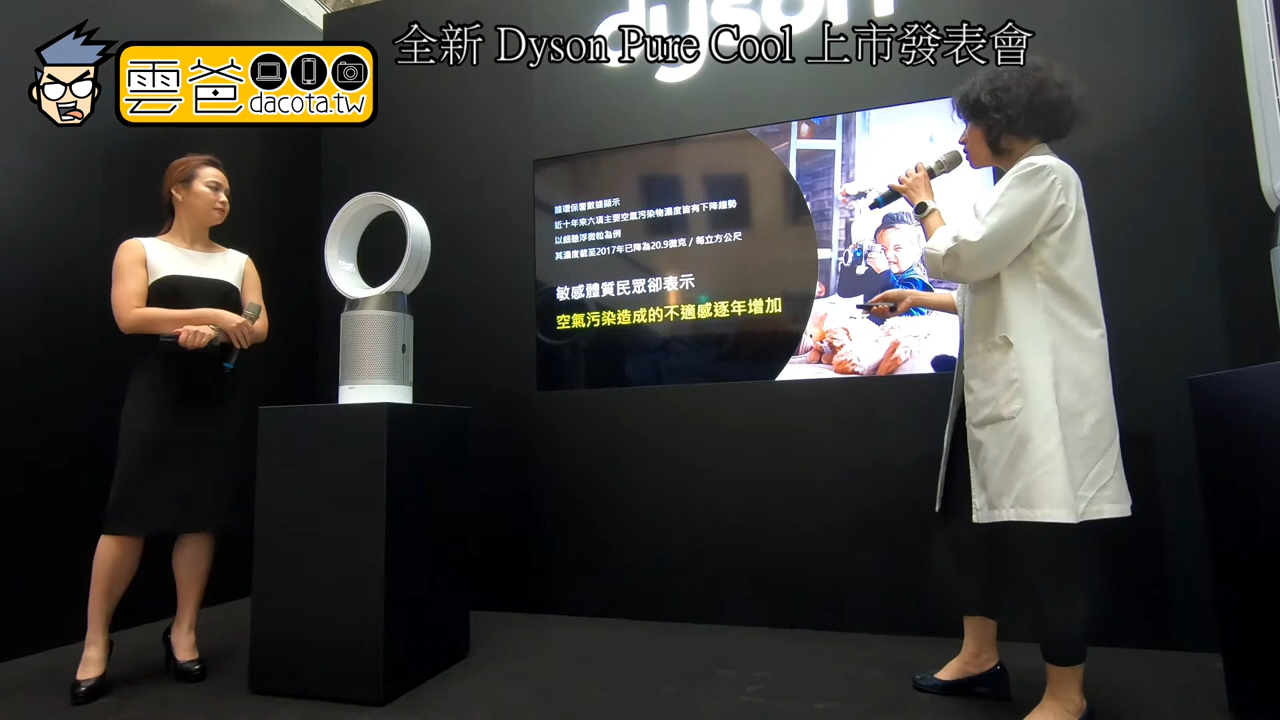 全新 Dyson Pure Cool 上市發表會
dyson
雲爸
dacota.tw
據環保署數據顯示
近十年來六項主要空氣污染物濃度皆有下降趨勢
以細懸浮微粒為例
其濃度截至2017年已降為20.9微克 / 每立方公尺
敏感體質民眾卻表示
空氣污染造成的不適感逐年增加